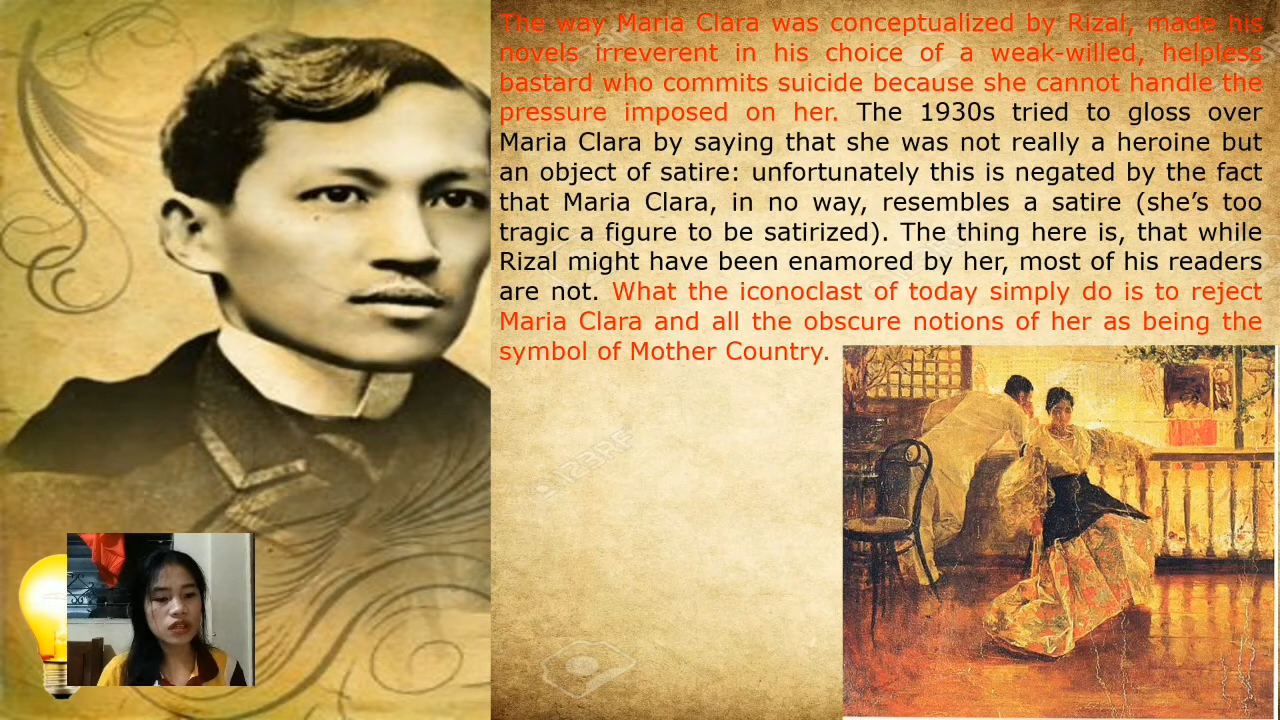 The way Maria Clara was conceptualized by Rizal, made his
novels irreverent in his choice of a weak-willed, helpless
bastard who commits suicide because she cannot handle the
pressure imposed on her. The 1930s tried to gloss over
Maria Clara by saying that she was not really a heroine but
an object of satire: unfortunately this is negated by the fact
that Maria Clara, in no way, resembles a satire (she’s too
tragic a figure to be satirized). The thing here is, that while
Rizal might have been enamored by her, most of his readers
are not. What the iconoclast of today simply do is to reject
Maria Clara and all the obscure notions of her as being the
symbol of Mother Country.
123RF